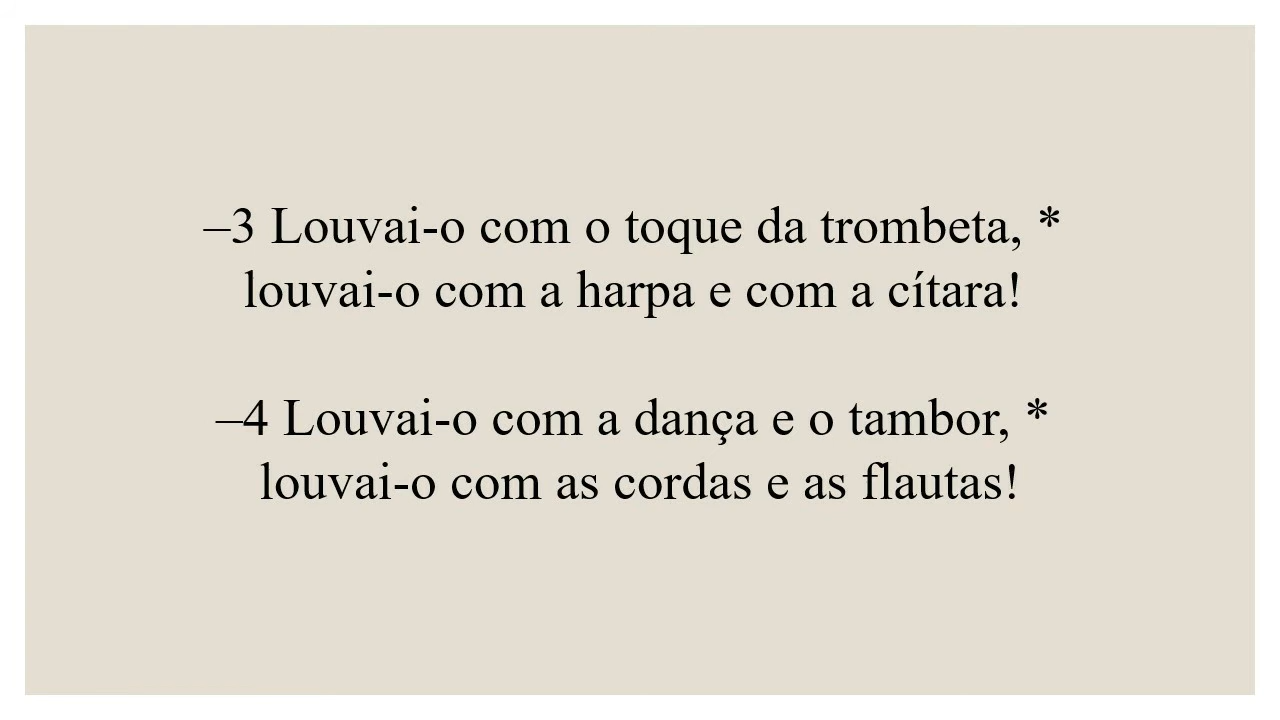 –3 Louvai-o com o toque da trombeta, *
louvai-o com a harpa e com a cítara!
–4 Louvai-o com a dança e o tambor, *
louvai-o com as cordas e as flautas!